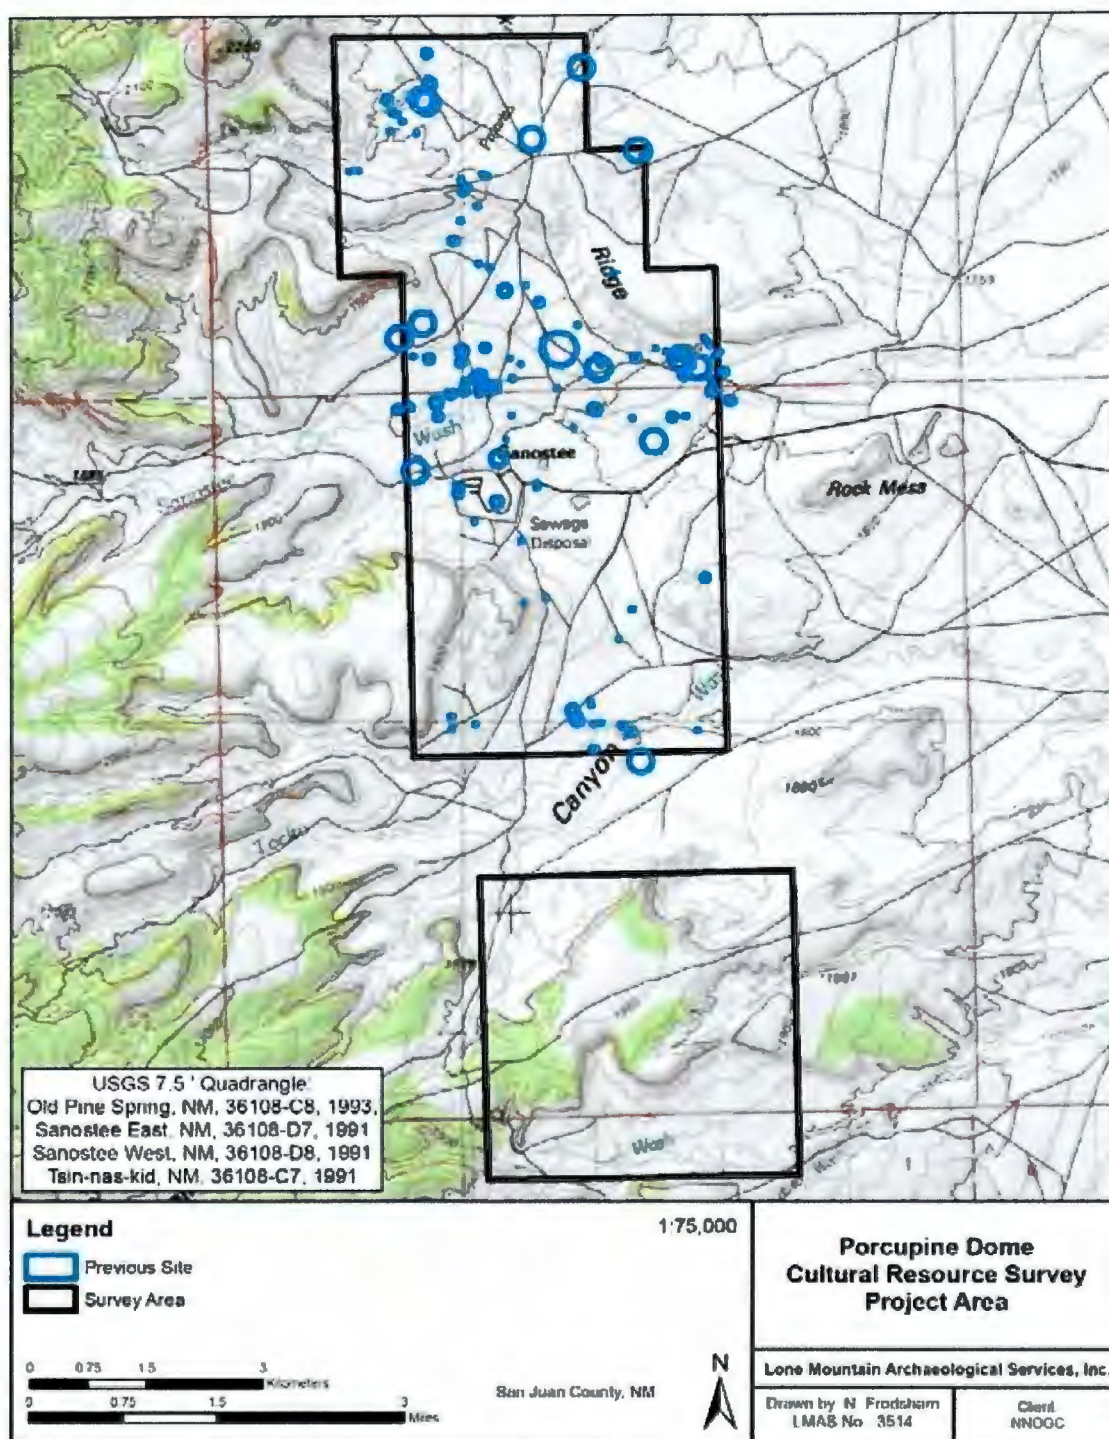 2100
Proposed
Ridge
Wash
Sanostee
Rock Mesa
Sewage
Disposal
1800
Canyon
Wash
USGS 7.5 ' Quadrangle:
Old Pine Spring, NM, 36108-C8, 1993,
Sanostee East, NM, 36108-D7, 1991
Sanostee West, NM, 36108-D8, 1991
Tsin-nas-kid, NM, 36108-C7, 1991
Legend
Previous Site
Survey Area
1:75,000
0 0.75 1.5 3
Kilometers
0 0.75 1.5 3
Miles
San Juan County, NM
N
Porcupine Dome
Cultural Resource Survey
Project Area
Lone Mountain Archaeological Services, Inc.
Drawn by N. Frodsham
LMAS No. 3514
Client
NNOGC